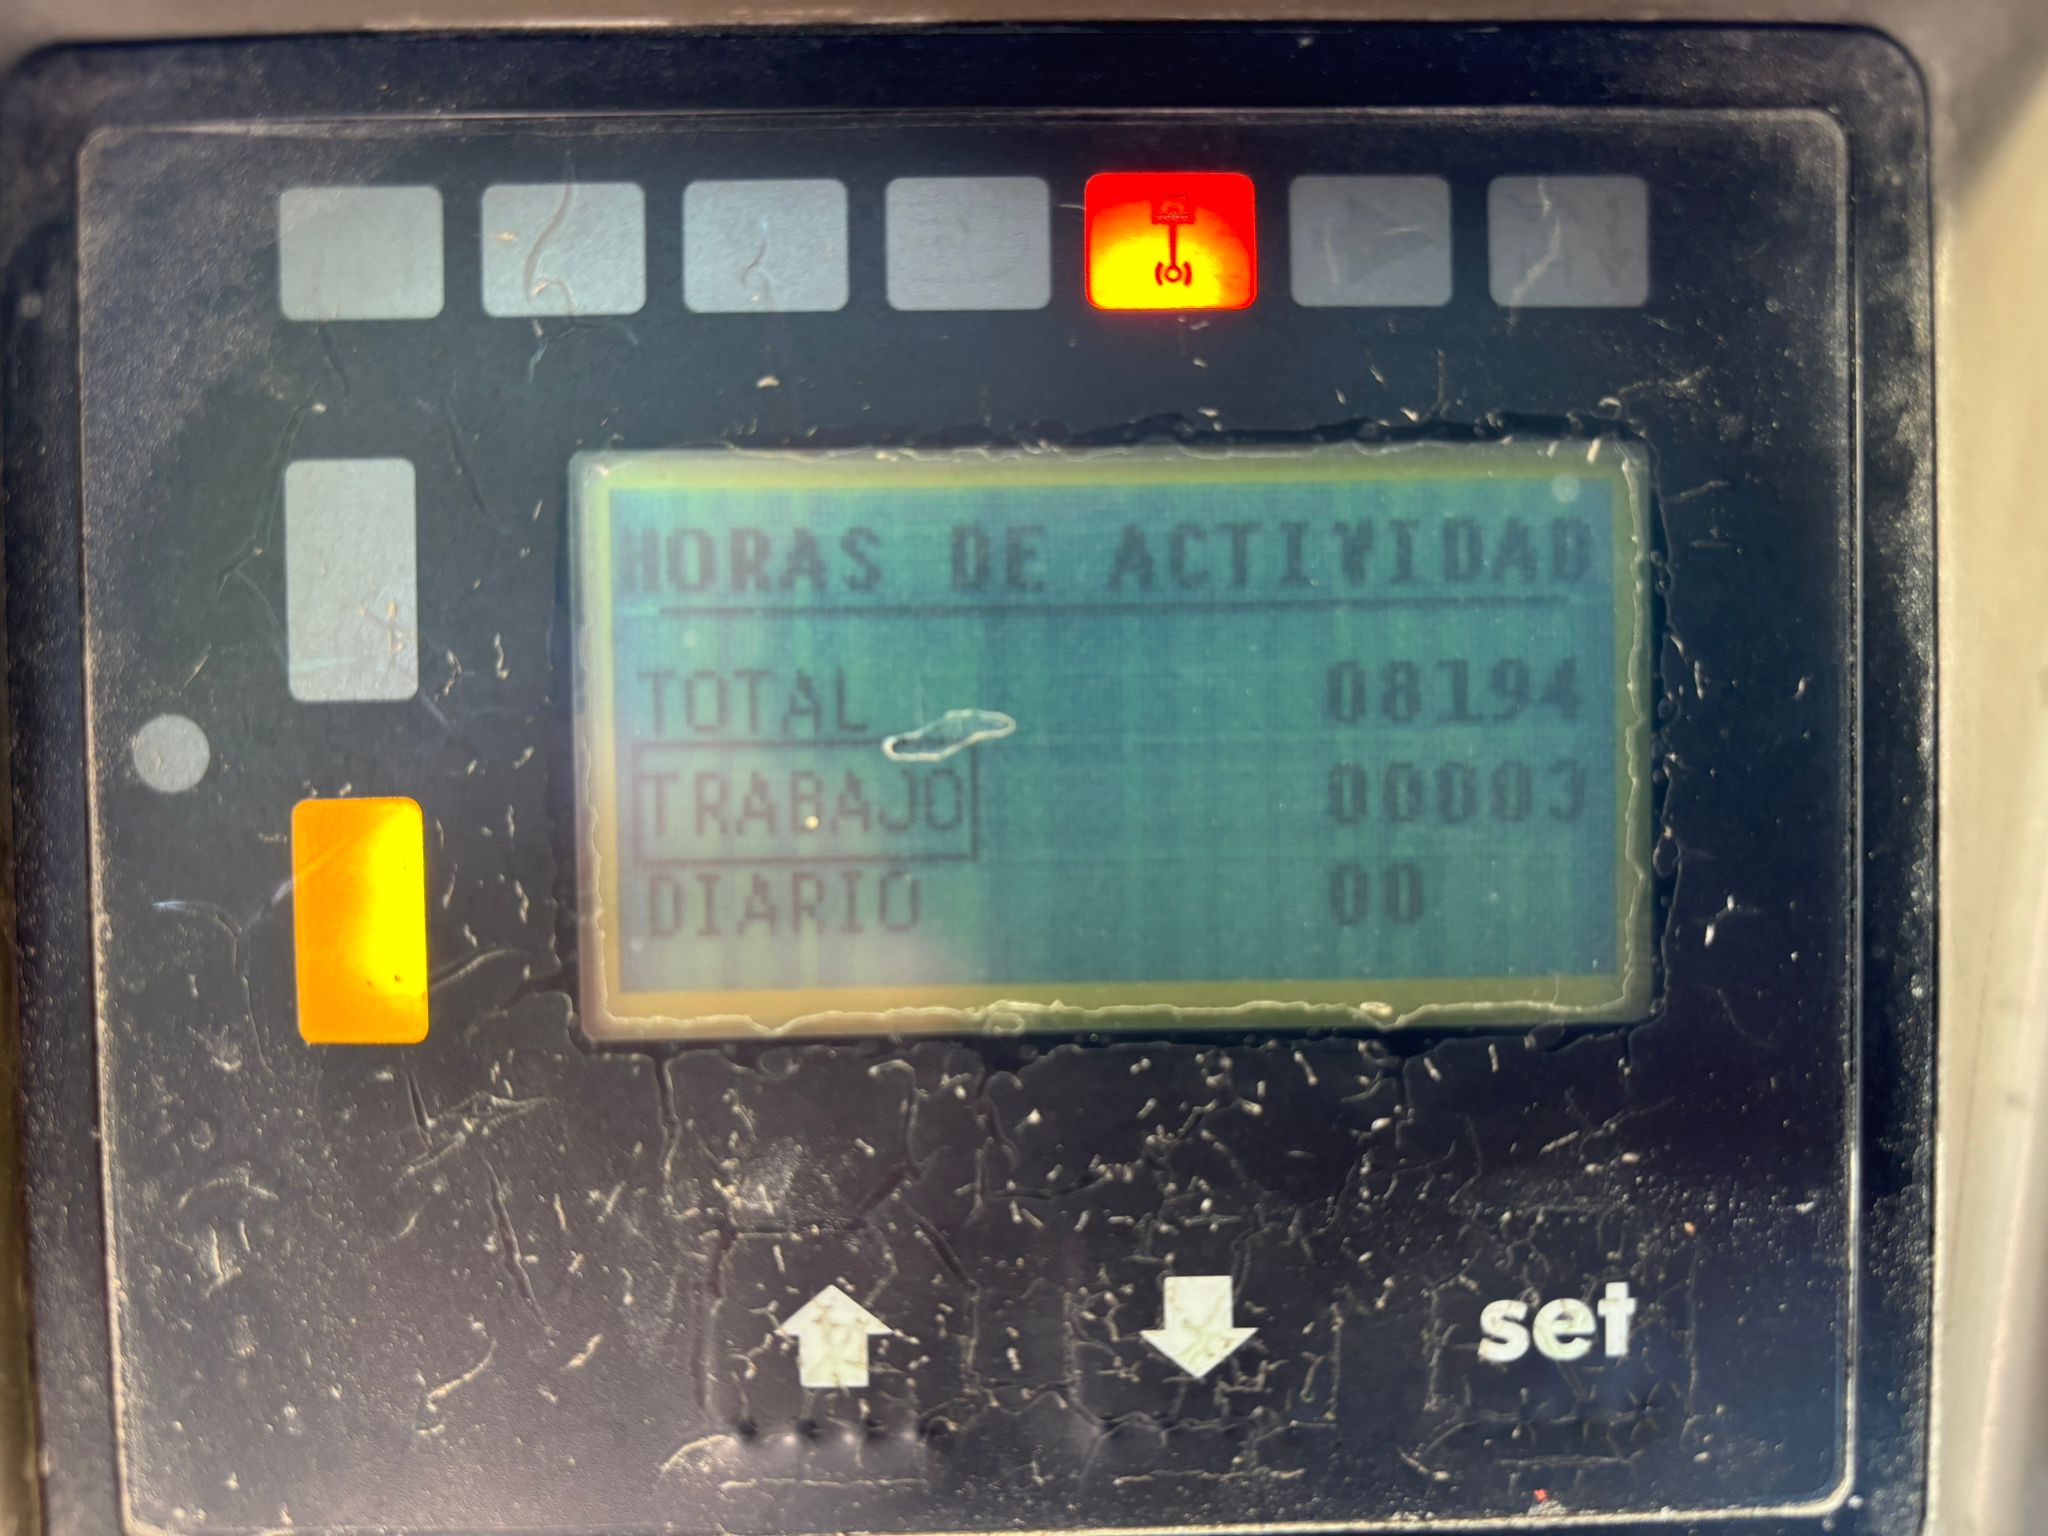 HORAS DE ACTIVIDAD
TOTAL 08194
TRABAJO 00003
DIARIO 00
set